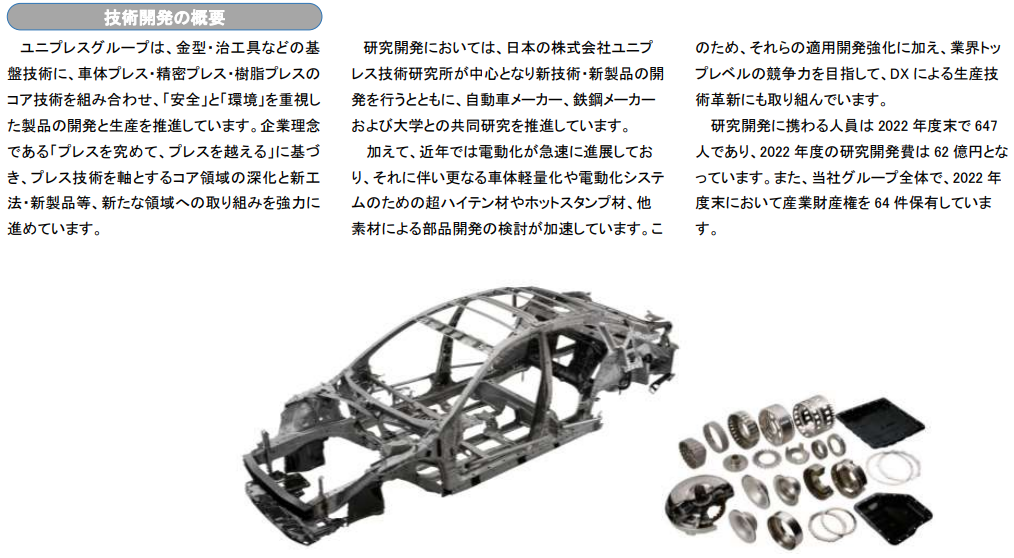 技術開発の概要
ユニプレスグループは、金型・治工具などの基
盤技術に、車体プレス・精密プレス・樹脂プレスの
コア技術を組み合わせ、「安全」と「環境」を重視し
た製品の開発と生産を推進しています。企業理念
である「プレスを究めて、プレスを越える」に基づ
き、プレス技術を軸とするコア領域の深化と新工
法・新製品等、新たな領域への取り組みを強力に
進めています。
研究開発においては、日本の株式会社ユニプ
レス技術研究所が中心となり新技術・新製品の開
発を行うとともに、自動車メーカー、鉄鋼メーカー
および大学との共同研究を推進しています。
加えて、近年では電動化が急速に進展してお
り、それに伴い更なる車体軽量化や電動化システ
ムのための超ハイテン材やホットスタンプ材、他
素材による部品開発の検討が加速しています。こ
のため、それらの適用開発強化に加え、業界トッ
プレベルの競争力を目指して、DX による生産技
術革新にも取り組んでいます。
研究開発に携わる人員は 2022 年度末で 647
人であり、2022 年度の研究開発費は 62 億円とな
っています。また、当社グループ全体で、2022 年
度末において産業財産権を 64 件保有していま
す。